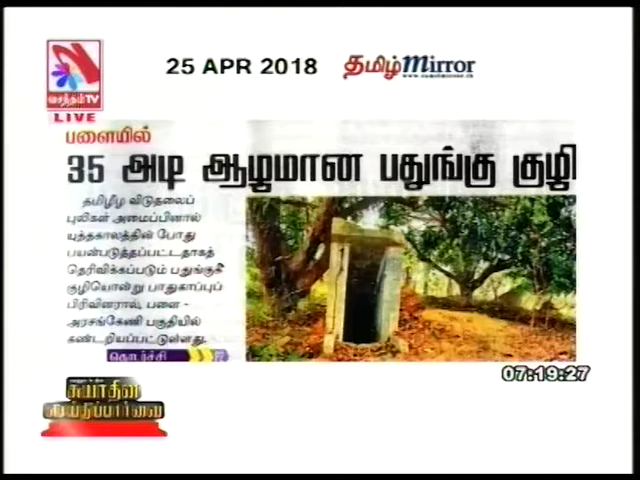 வசந்தம்TV
LIVE
25 APR 2018
தமிழ்mirror
பளையில்
35 அடி ஆழமான பதுங்கு குழி
தமிழீழ விடுதலைப்
புலிகள் அமைப்பினால்
யுத்தகாலத்தின் போது
பயன்படுத்தப்பட்டதாகத்
தெரிவிக்கப்படும் பதுங்குக்
குழியொன்று பாதுகாப்புப்
பிரிவினரால், பளை -
அரசங்கேணி பகுதியில்
கண்டறியப்பட்டுள்ளது.
தொடர்ச்சி
07:19:27
சுயாதீன
செய்திப்பார்வை